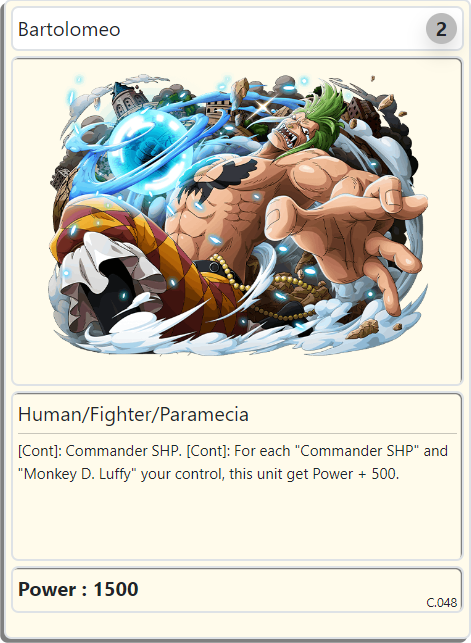 Bartolomeo
2
Human/Fighter/Paramecia
[Cont]: Commander SHP. [Cont]: For each "Commander SHP" and
"Monkey D. Luffy" your control, this unit get Power + 500.
Power : 1500
C.048